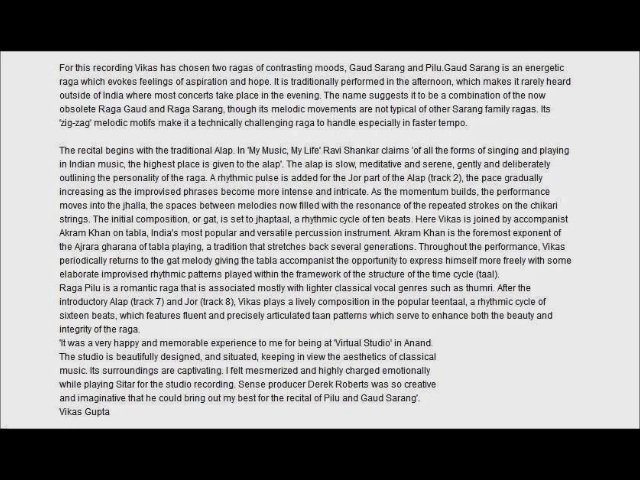 For this recording Vikas has chosen two ragas of contrasting moods, Gaud Sarang and Pilu.Gaud Sarang is an energetic
raga which evokes feelings of aspiration and hope. It is traditionally performed in the afternoon, which makes it rarely heard
outside of India where most concerts take place in the evening. The name suggests it to be a combination of the now
obsolete Raga Gaud and Raga Sarang, though its melodic movements are not typical of other Sarang family ragas. Its
'zig-zag' melodic motifs make it a technically challenging raga to handle especially in faster tempo.
The recital begins with the traditional Alap. In 'My Music, My Life' Ravi Shankar claims 'of all the forms of singing and playing
in Indian music, the highest place is given to the alap'. The alap is slow, meditative and serene, gently and deliberately
outlining the personality of the raga. A rhythmic pulse is added for the Jor part of the Alap (track 2), the pace gradually
increasing as the improvised phrases become more intense and intricate. As the momentum builds, the performance
moves into the jhalla, the spaces between melodies now filled with the resonance of the repeated strokes on the chikari
strings. The initial composition, or gat, is set to jhaptaal, a rhythmic cycle of ten beats. Here Vikas is joined by accompanist
Akram Khan on tabla, India's most popular and versatile percussion instrument. Akram Khan is the foremost exponent of
the Ajrara gharana of tabla playing, a tradition that stretches back several generations. Throughout the performance, Vikas
periodically returns to the gat melody giving the tabla accompanist the opportunity to express himself more freely with some
elaborate improvised rhythmic patterns played within the framework of the structure of the time cycle (taal).
Raga Pilu is a romantic raga that is associated mostly with lighter classical vocal genres such as thumri. After the
introductory Alap (track 7) and Jor (track 8), Vikas plays a lively composition in the popular teentaal, a rhythmic cycle of
sixteen beats, which features fluent and precisely articulated taan patterns which serve to enhance both the beauty and
integrity of the raga.
'It was a very happy and memorable experience to me for being at 'Virtual Studio' in Anand.
The studio is beautifully designed, and situated, keeping in view the aesthetics of classical
music. Its surroundings are captivating. I felt mesmerized and highly charged emotionally
while playing Sitar for the studio recording. Sense producer Derek Roberts was so creative
and imaginative that he could bring out my best for the recital of Pilu and Gaud Sarang'.
Vikas Gupta